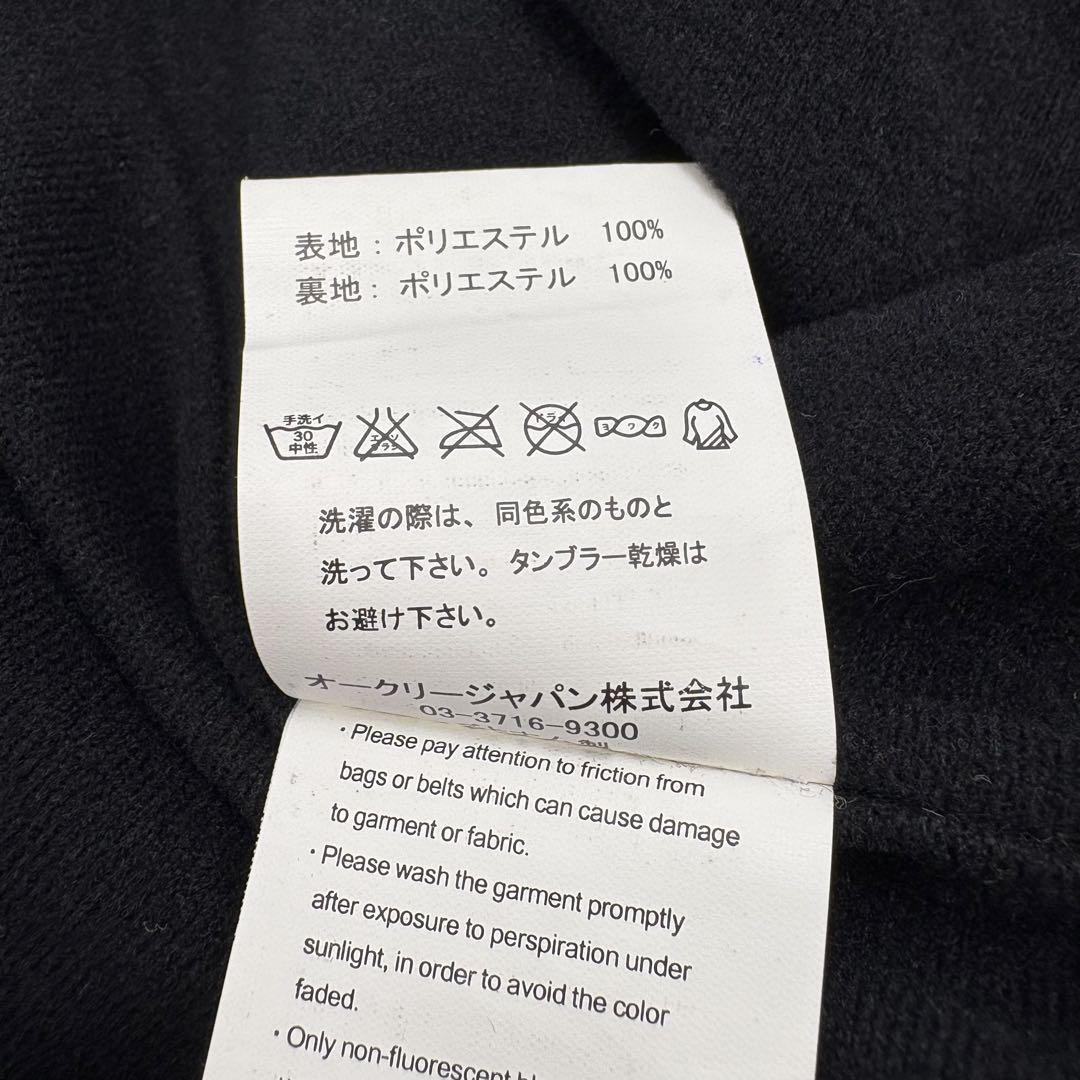 表地：ポリエステル 100%
裏地：ポリエステル 100%
手洗イ
30
中性
エンソ
サラシ
ドライ
ヨワク
洗濯の際は、同色系のものと
洗って下さい。タンブラー乾燥は
お避け下さい。
オークリージャパン株式会社
03-3716-9300
・Please pay attention to friction from
bags or belts which can cause damage
to garment or fabric.
・Please wash the garment promptly
after exposure to perspiration under
sunlight, in order to avoid the color
faded.
・Only non-fluorescent